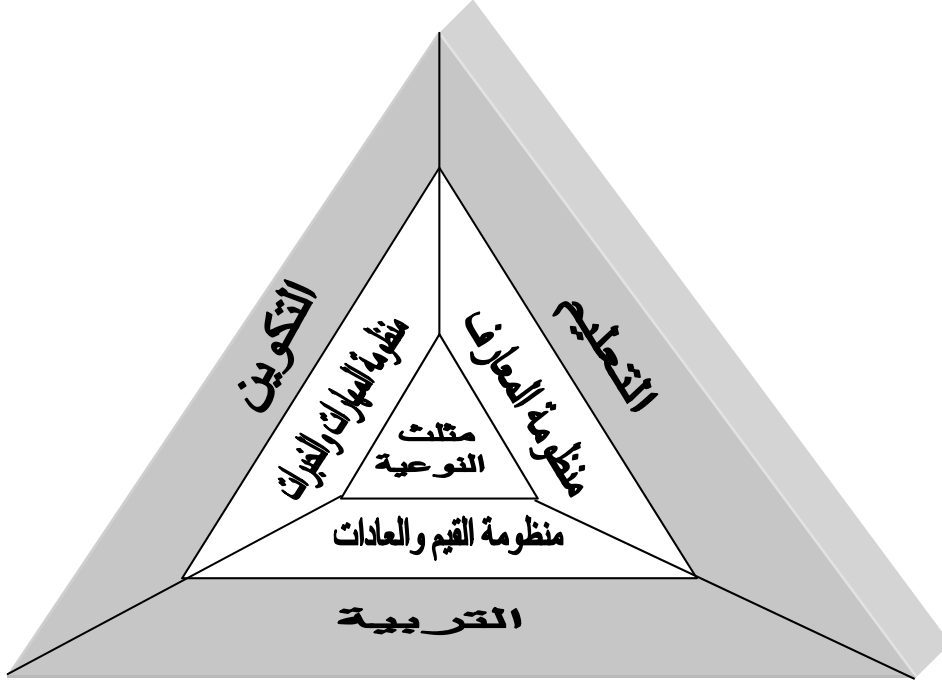 التعليم
التكوين
منظومة المعارف
منظومة المهارات والخبرات
مثلث
النوعية
منظومة القيم والعادات
التربية